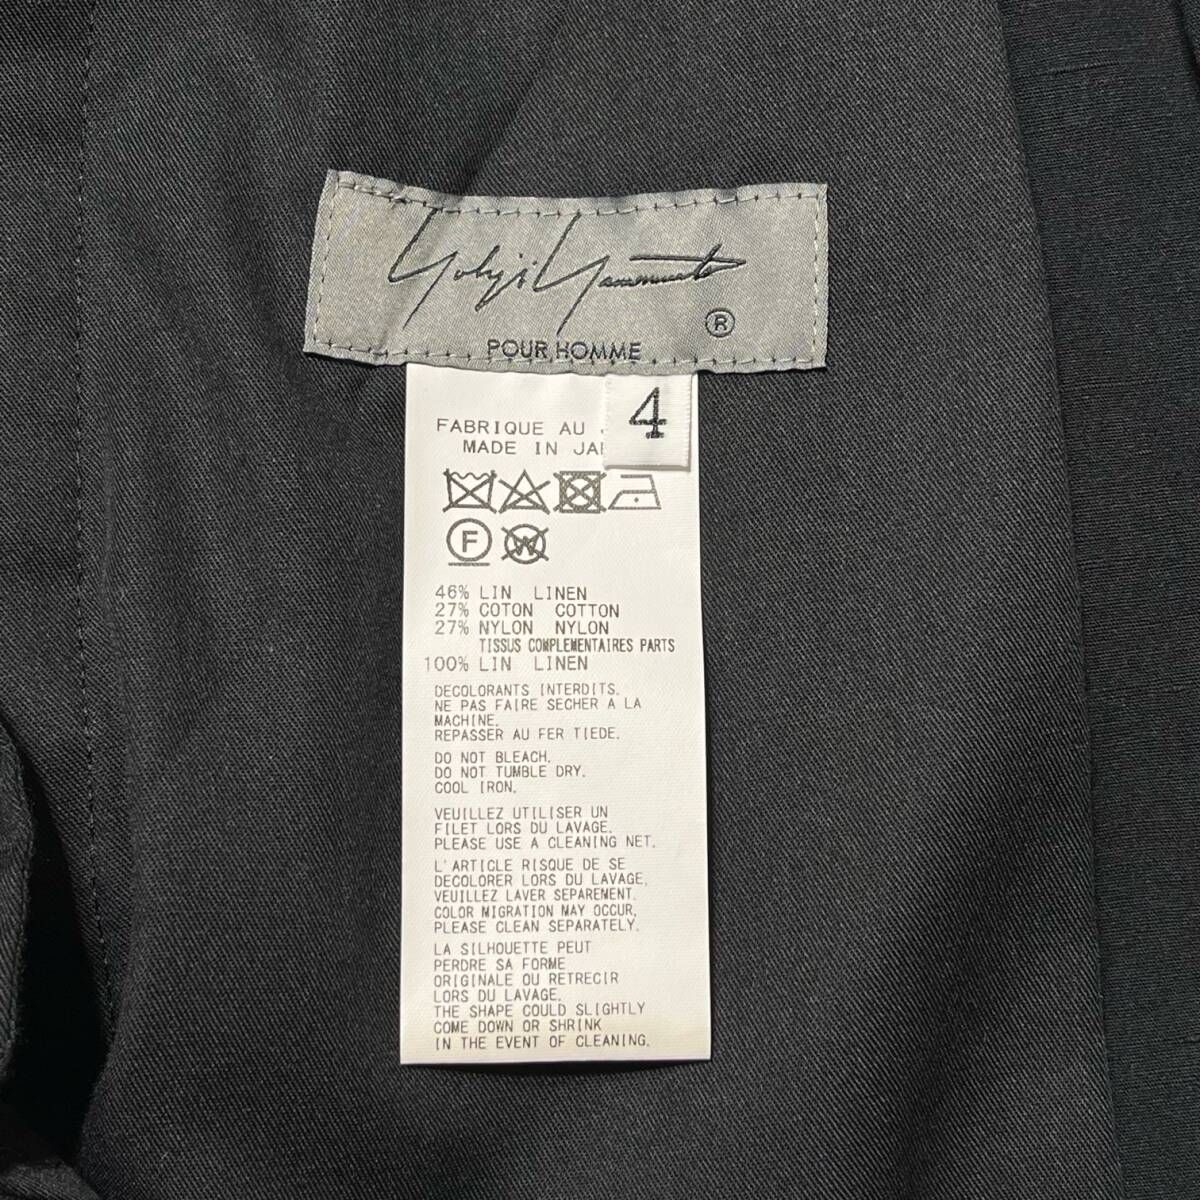 Yohji Yamamoto
®
POUR HOMME
4
FABRIQUE AU
MADE IN
F
W
46% LIN LINEN
27% COTON COTTON
27% NYLON NYLON
TISSUS COMPLEMENTAIRES PARTS
100% LIN LINEN
DECOLORANTS INTERDITS.
NE PAS FAIRE SECHER A LA
MACHINE.
REPASSER AU FER TIEDE.
DO NOT BLEACH.
DO NOT TUMBLE DRY.
COOL IRON.
VEUILLEZ UTILISER UN
FILET LORS DU LAVAGE.
PLEASE USE A CLEANING NET.
L'ARTICLE RISQUE DE SE
DECOLORER LORS DU LAVAGE,
VEUILLEZ LAVER SEPAREMENT.
COLOR MIGRATION MAY OCCUR,
PLEASE CLEAN SEPARATELY.
LA SILHOUETTE PEUT
PERDRE SA FORME
ORIGINALE OU RETRECIR
LORS DU LAVAGE.
THE SHAPE COULD SLIGHTLY
COME DOWN OR SHRINK
IN THE EVENT OF CLEANING.